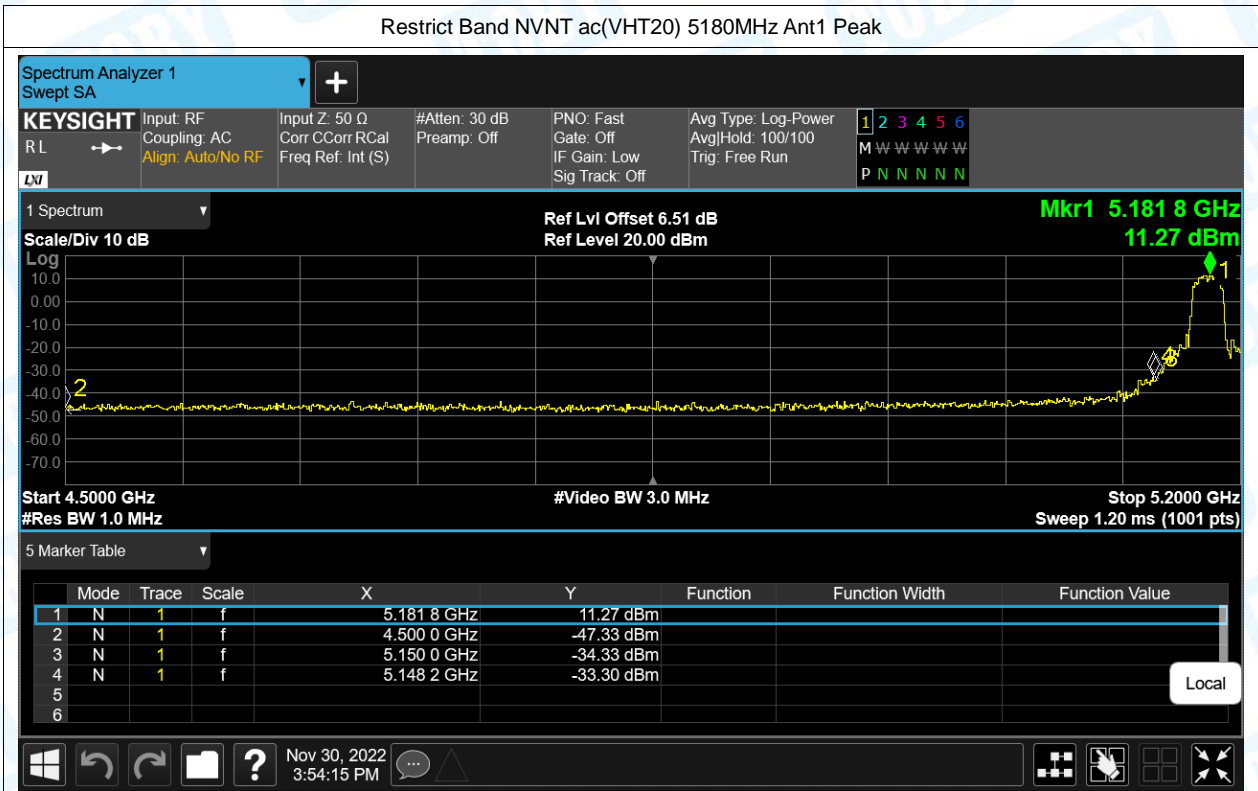 Restrict Band NVNT ac(VHT20) 5180MHz Ant1 Peak
Spectrum Analyzer 1
Swept SA
+
KEYSIGHT
RL
LXI
Input: RF
Coupling: AC
Align: Auto/No RF
Input Z: 50 Ω
Corr CCorr RCal
Freq Ref: Int (S)
#Atten: 30 dB
Preamp: Off
PNO: Fast
Gate: Off
IF Gain: Low
Sig Track: Off
Avg Type: Log-Power
Avg|Hold: 100/100
Trig: Free Run
1 2 3 4 5 6
M W W W W W
P N N N N N
1 Spectrum
Scale/Div 10 dB
Ref Lvl Offset 6.51 dB
Ref Level 20.00 dBm
Mkr1 5.181 8 GHz
11.27 dBm
Log
10.0
0.00
-10.0
-20.0
-30.0
-40.0
-50.0
-60.0
-70.0
1
2
Start 4.5000 GHz
#Res BW 1.0 MHz
#Video BW 3.0 MHz
Stop 5.2000 GHz
Sweep 1.20 ms (1001 pts)
5 Marker Table
Mode Trace Scale X Y Function Function Width Function Value
1 N 1 f 5.181 8 GHz 11.27 dBm
2 N 1 f 4.500 0 GHz -47.33 dBm
3 N 1 f 5.150 0 GHz -34.33 dBm
4 N 1 f 5.148 2 GHz -33.30 dBm
5
6
Local
?
Nov 30, 2022
3:54:15 PM